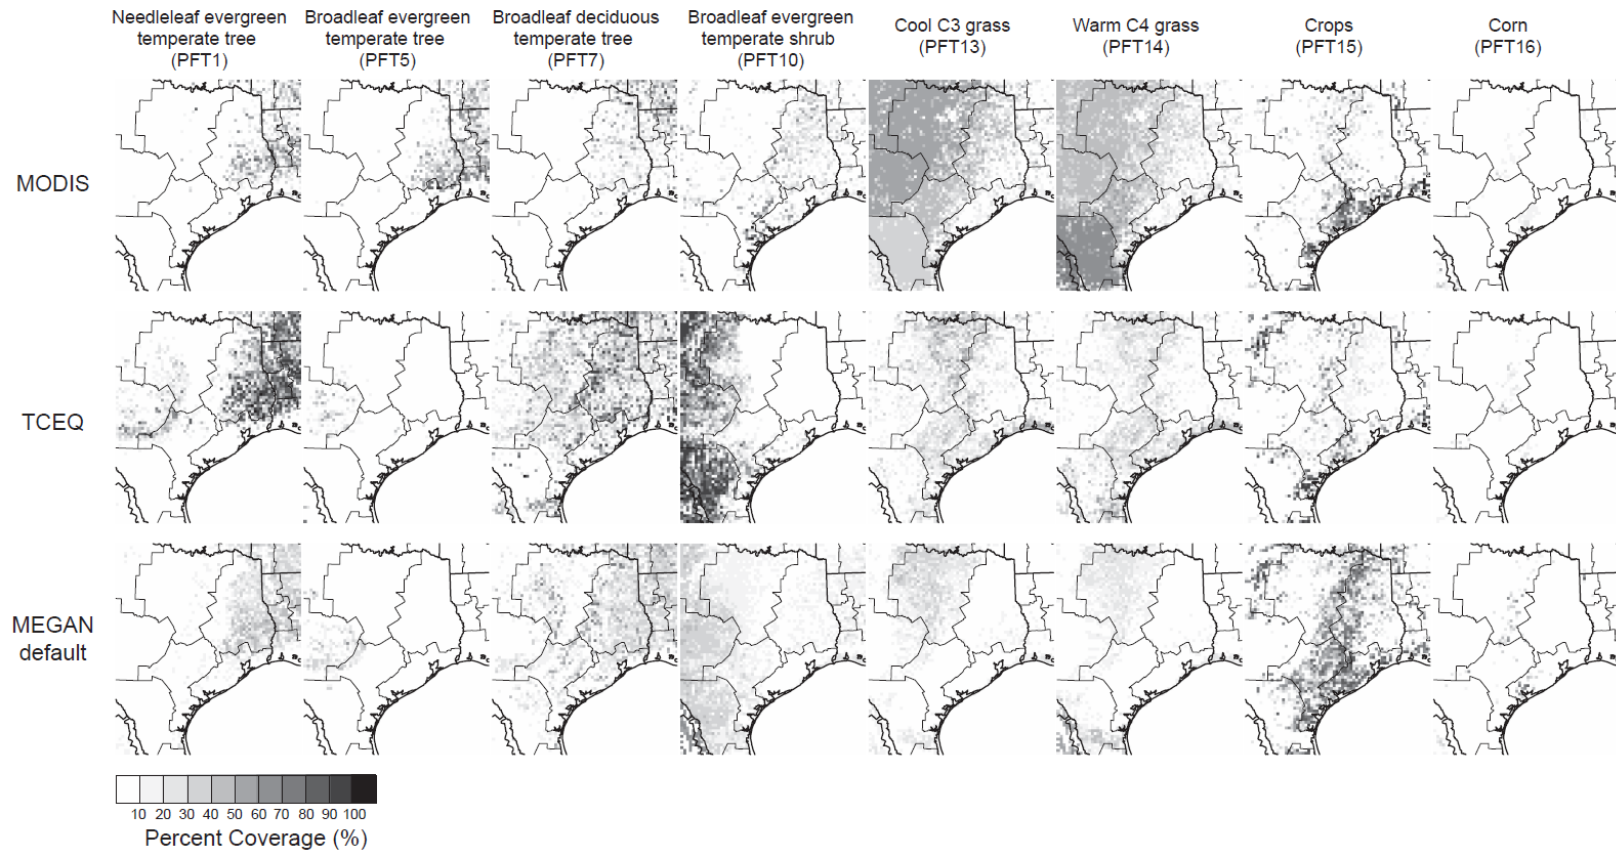 Needleleaf evergreen
temperate tree
(PFT1)
Broadleaf evergreen
temperate tree
(PFT5)
Broadleaf deciduous
temperate tree
(PFT7)
Broadleaf evergreen
temperate shrub
(PFT10)
Cool C3 grass
(PFT13)
Warm C4 grass
(PFT14)
Crops
(PFT15)
Corn
(PFT16)
MODIS
TCEQ
MEGAN
default
10 20 30 40 50 60 70 80 90 100
Percent Coverage (%)